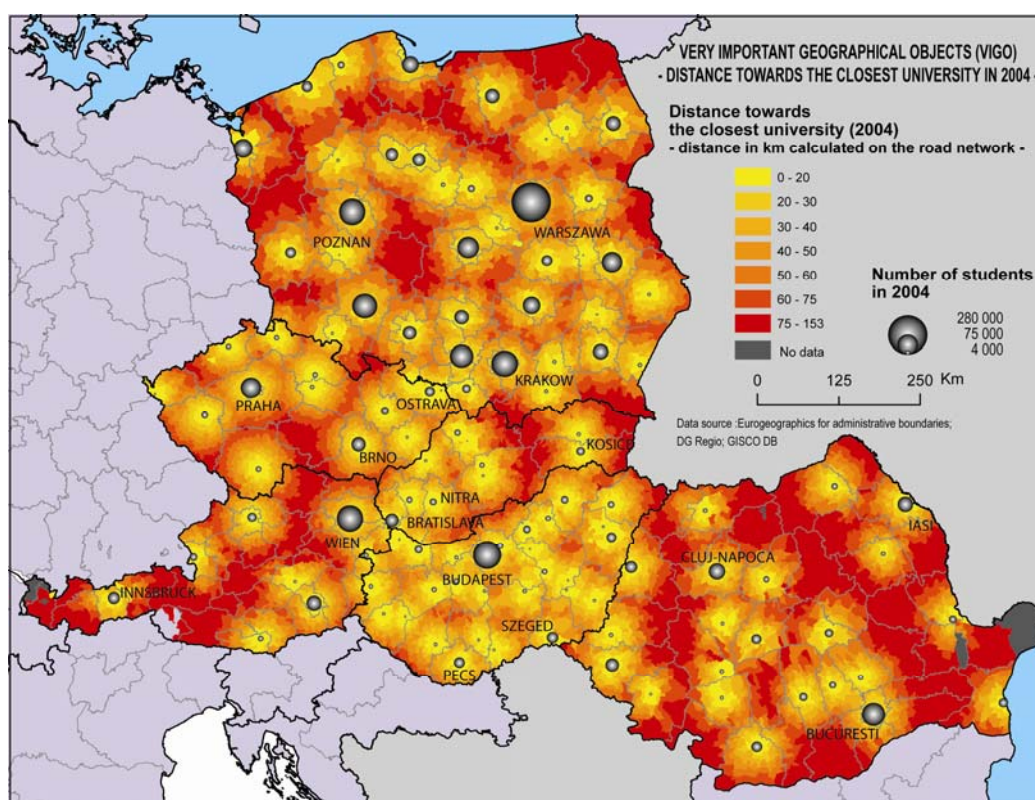 VERY IMPORTANT GEOGRAPHICAL OBJECTS (VIGO)
- DISTANCE TOWARDS THE CLOSEST UNIVERSITY IN 2004 -
Distance towards
the closest university (2004)
- distance in km calculated on the road network -
0 - 20
20 - 30
30 - 40
40 - 50
50 - 60
60 - 75
75 - 153
No data
Number of students
in 2004
280 000
75 000
4 000
0 125 250 Km
Data source :Eurogeographics for administrative boundaries;
DG Regio; GISCO DB
POZNAN
WARSZAWA
KRAKOW
PRAHA
OSTRAVA
BRNO
KOSICE
NITRA
BRATISLAVA
WIEN
INNSBRUCK
BUDAPEST
SZEGED
PECS
CLUJ-NAPOCA
IASI
BUCURESTI